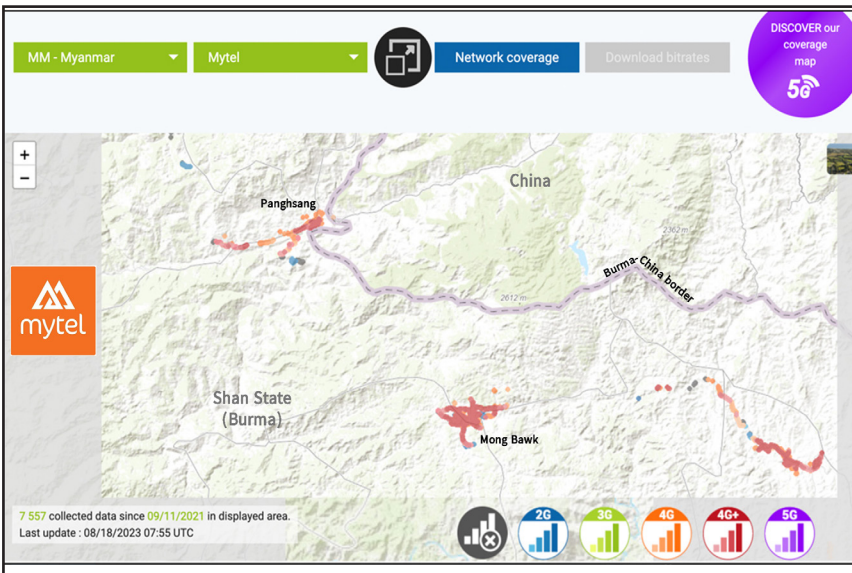 MM - Myanmar
Mytel
Network coverage
Download bitrates
DISCOVER our
coverage
map
5G
+
−
China
Panghsang
2362 m
Burma-China border
2612 m
mytel
Shan State
(Burma)
Mong Bawk
7 557 collected data since 09/11/2021 in displayed area.
Last update : 08/18/2023 07:55 UTC
2G
3G
4G
4G+
5G